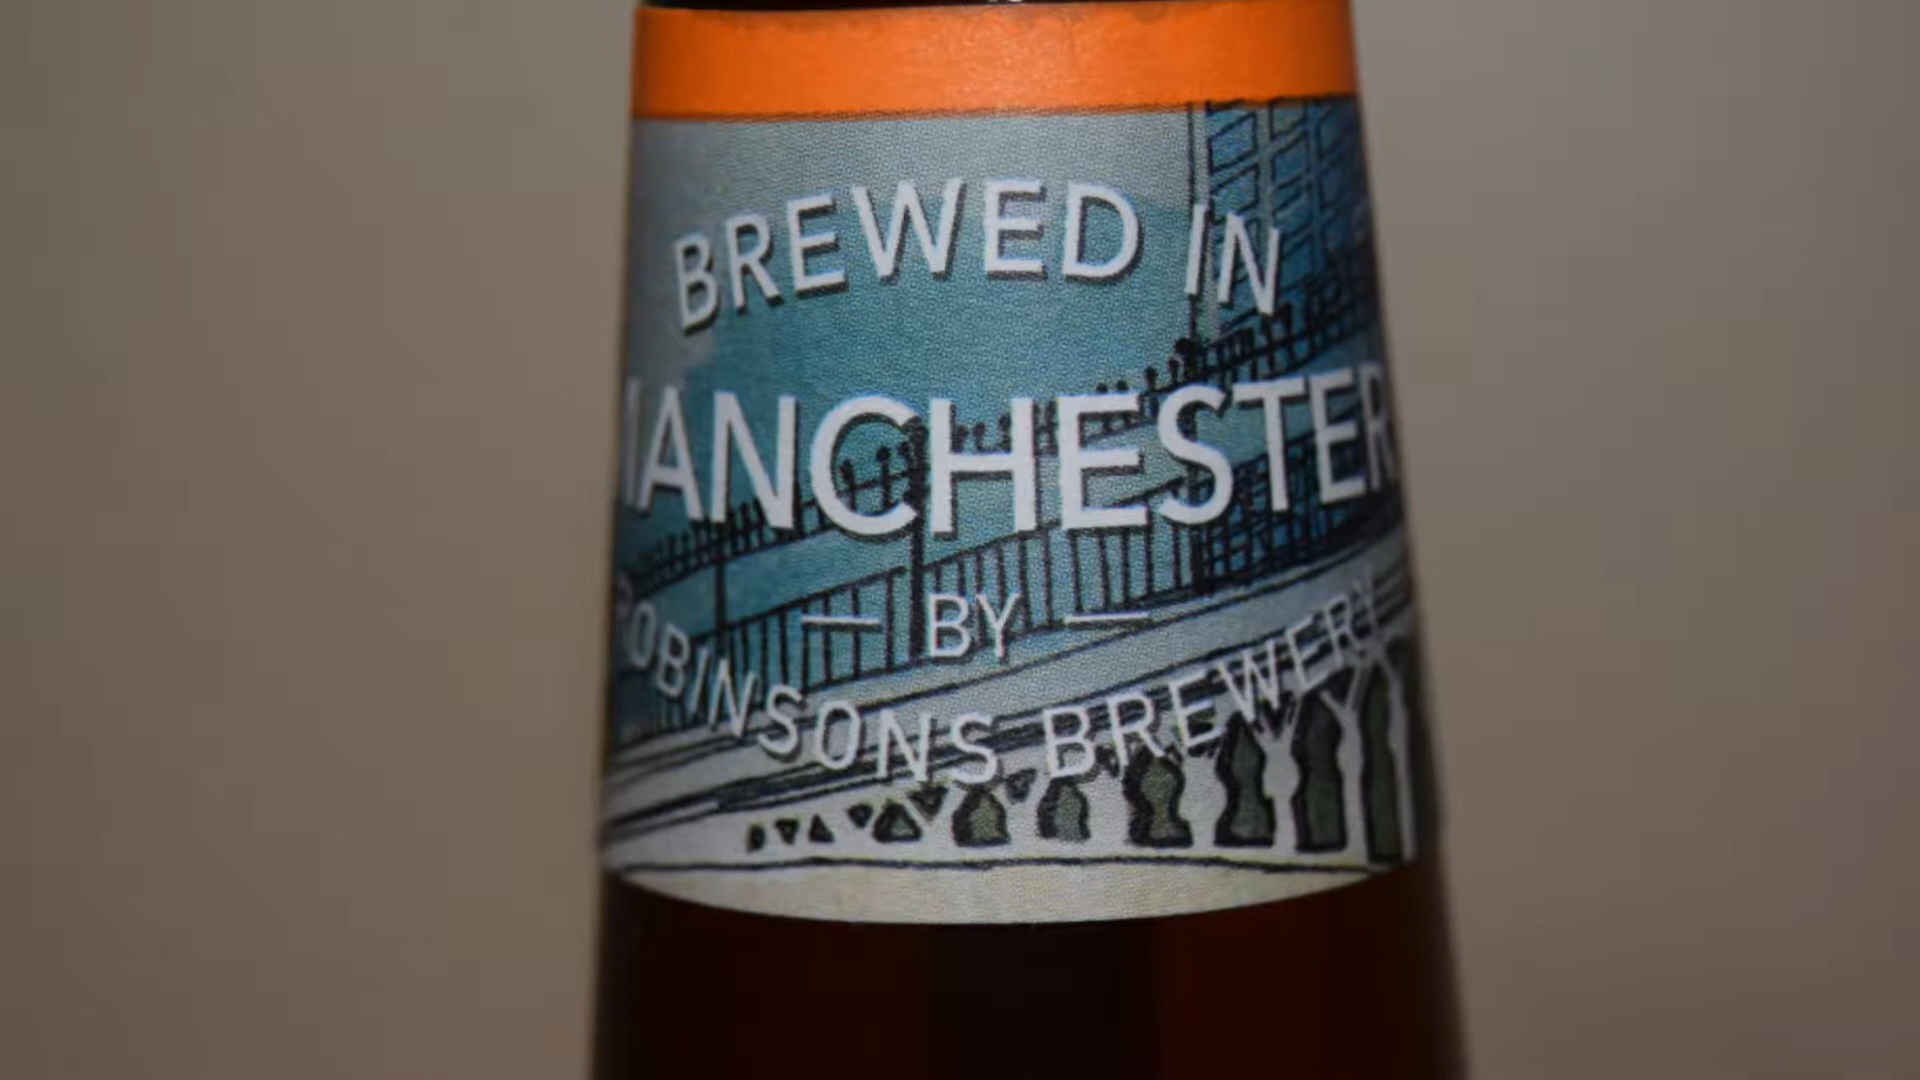 BREWED IN
MANCHESTER
— BY —
ROBINSONS BREWERY